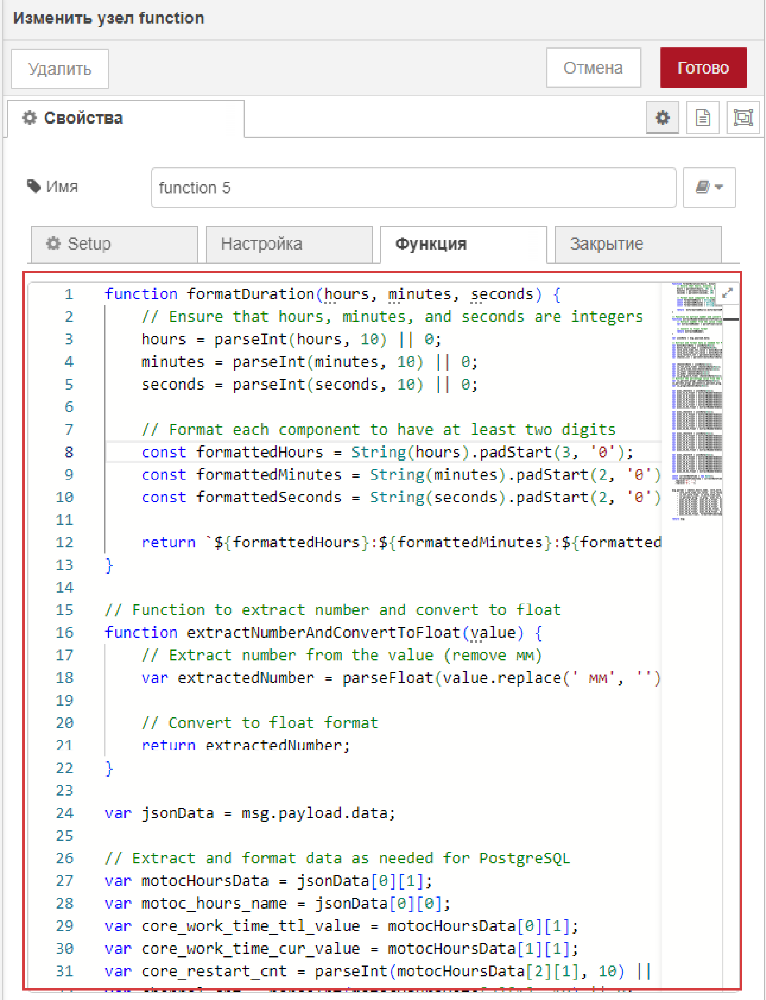 Изменить узел function
Удалить
Отмена
Готово
Свойства
Имя
function 5
Setup
Настройка
Функция
Закрытие
1 function formatDuration(hours, minutes, seconds) {
2 // Ensure that hours, minutes, and seconds are integers
3 hours = parseInt(hours, 10) || 0;
4 minutes = parseInt(minutes, 10) || 0;
5 seconds = parseInt(seconds, 10) || 0;
6
7 // Format each component to have at least two digits
8 const formattedHours = String(hours).padStart(3, '0');
9 const formattedMinutes = String(minutes).padStart(2, '0')
10 const formattedSeconds = String(seconds).padStart(2, '0')
11
12 return `${formattedHours}:${formattedMinutes}:${formatted
13 }
14
15 // Function to extract number and convert to float
16 function extractNumberAndConvertToFloat(value) {
17 // Extract number from the value (remove мм)
18 var extractedNumber = parseFloat(value.replace(' мм', '')
19
20 // Convert to float format
21 return extractedNumber;
22 }
23
24 var jsonData = msg.payload.data;
25
26 // Extract and format data as needed for PostgreSQL
27 var motocHoursData = jsonData[0][1];
28 var motoc_hours_name = jsonData[0][0];
29 var core_work_time_ttl_value = motocHoursData[0][1];
30 var core_work_time_cur_value = motocHoursData[1][1];
31 var core_restart_cnt = parseInt(motocHoursData[2][1], 10) ||